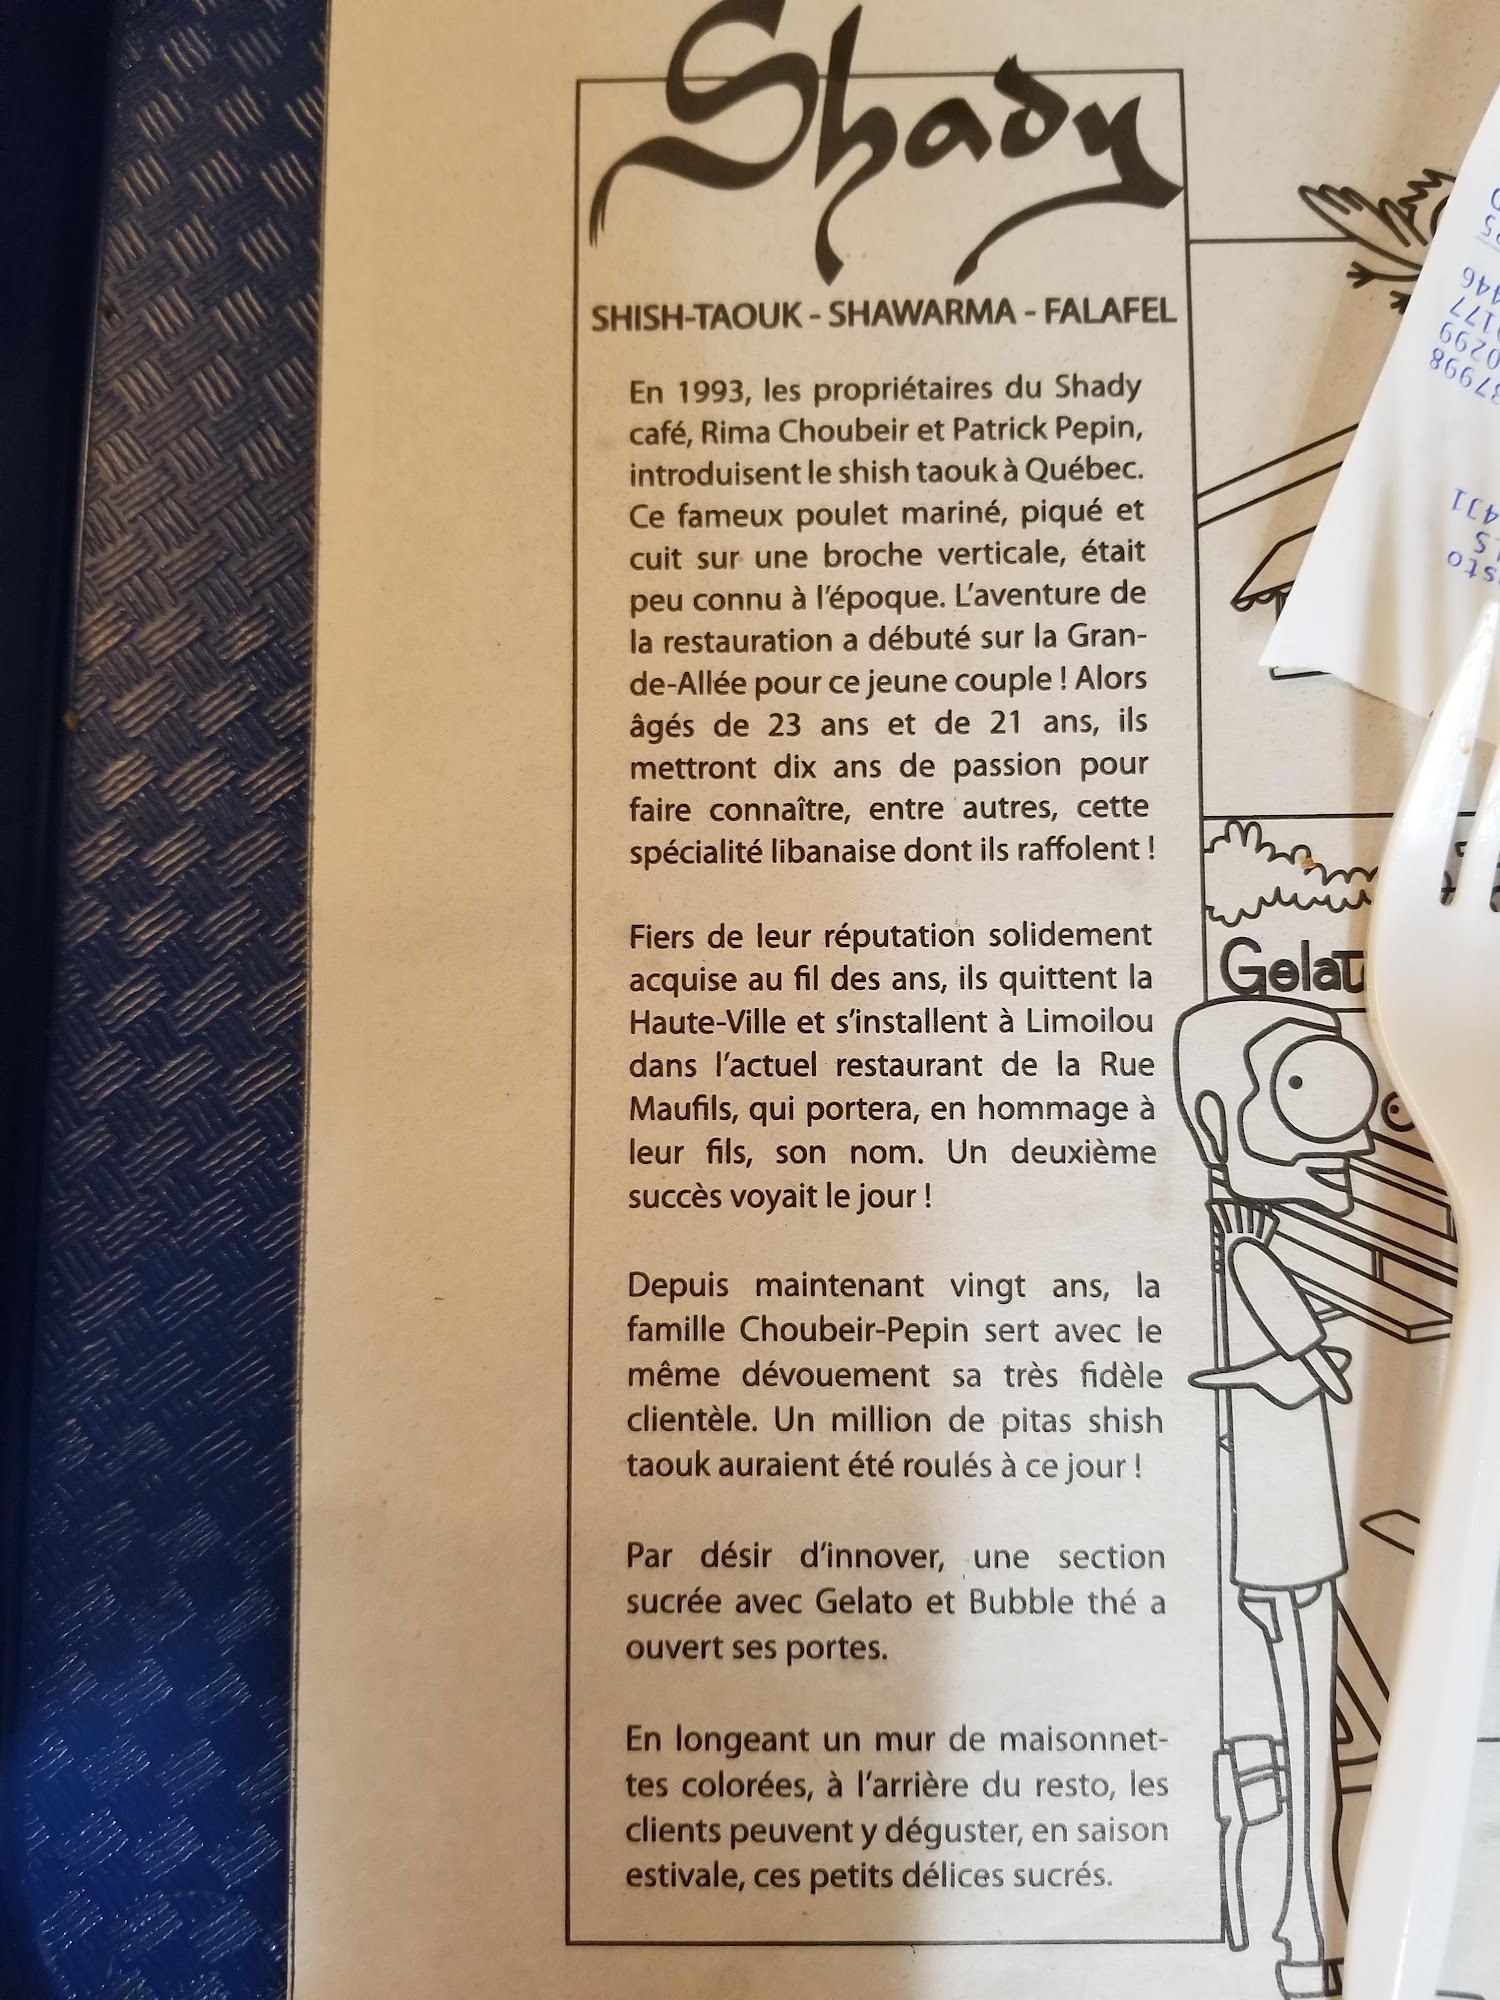 Shady
SHISH-TAOUK - SHAWARMA - FALAFEL
En 1993, les propriétaires du Shady
café, Rima Choubeir et Patrick Pepin,
introduisent le shish taouk à Québec.
Ce fameux poulet mariné, piqué et
cuit sur une broche verticale, était
peu connu à l'époque. L'aventure de
la restauration a débuté sur la Gran-
de-Allée pour ce jeune couple ! Alors
âgés de 23 ans et de 21 ans, ils
mettront dix ans de passion pour
faire connaître, entre autres, cette
spécialité libanaise dont ils raffolent !
Fiers de leur réputation solidement
acquise au fil des ans, ils quittent la
Haute-Ville et s'installent à Limoilou
dans l'actuel restaurant de la Rue
Maufils, qui portera, en hommage à
leur fils, son nom. Un deuxième
succès voyait le jour !
Depuis maintenant vingt ans, la
famille Choubeir-Pepin sert avec le
même dévouement sa très fidèle
clientèle. Un million de pitas shish
taouk auraient été roulés à ce jour !
Par désir d'innover, une section
sucrée avec Gelato et Bubble thé a
ouvert ses portes.
En longeant un mur de maisonnet-
tes colorées, à l'arrière du resto, les
clients peuvent y déguster, en saison
estivale, ces petits délices sucrés.
Gelat